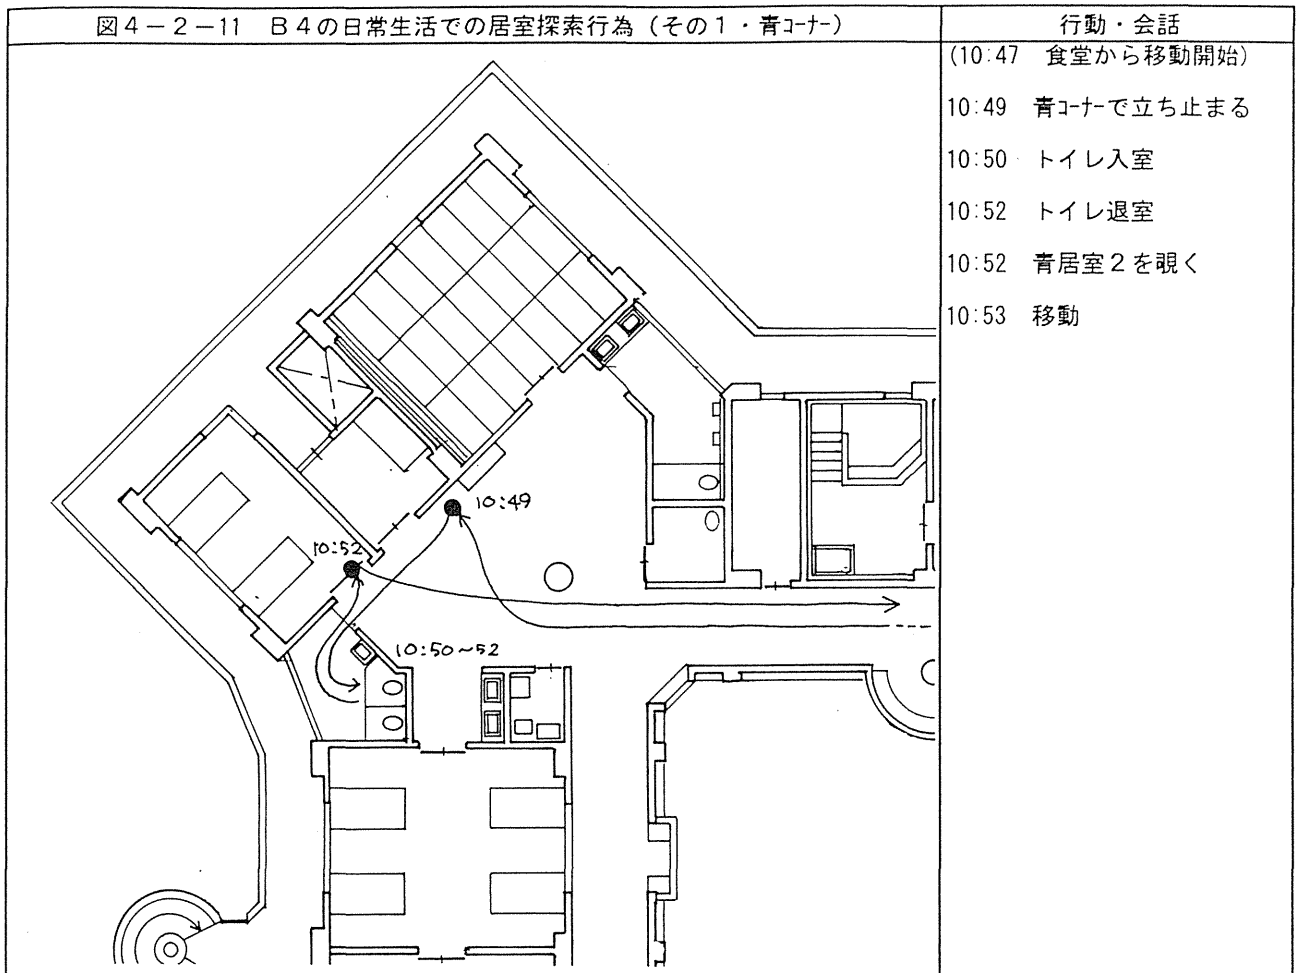 図4-2-11 B4の日常生活での居室探索行為(その1・青コーナー)
行動・会話
(10:47 食堂から移動開始)
10:49 青コーナーで立ち止まる
10:50 トイレ入室
10:52 トイレ退室
10:52 青居室2を覗く
10:53 移動
10:49
10:52
10:50~52